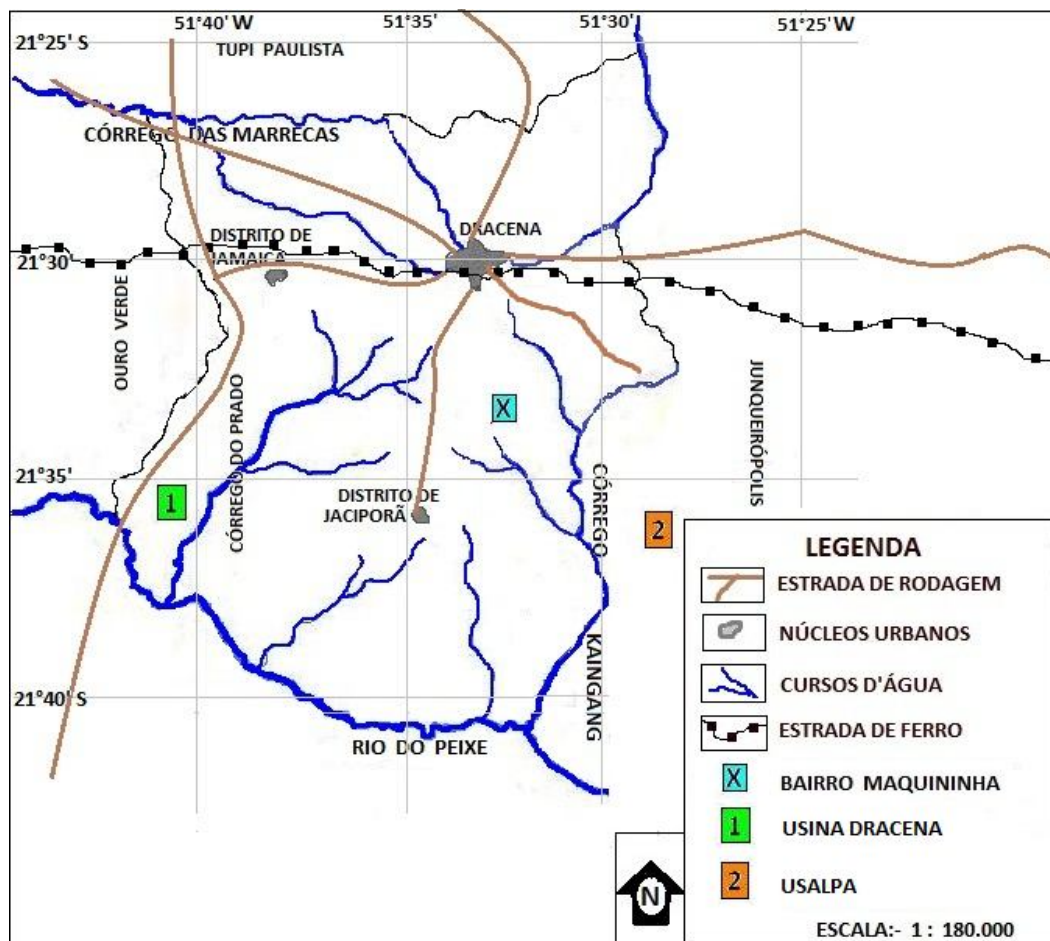 51°40' W
51°35'
51°30'
51°25' W
21°25' S
TUPI PAULISTA
CÓRREGO DAS MARRECAS
DISTRITO DE
JAMAICA
DRACENA
21°30'
OURO VERDE
CÓRREGO DO PRADO
X
JUNQUEIRÓPOLIS
21°35'
1
DISTRITO DE
JACIPORÃ
CÓRREGO
KAINGANG
2
21°40' S
RIO DO PEIXE
N
LEGENDA
ESTRADA DE RODAGEM
NÚCLEOS URBANOS
CURSOS D'ÁGUA
ESTRADA DE FERRO
X BAIRRO MAQUININHA
1 USINA DRACENA
2 USALPA
ESCALA:- 1 : 180.000